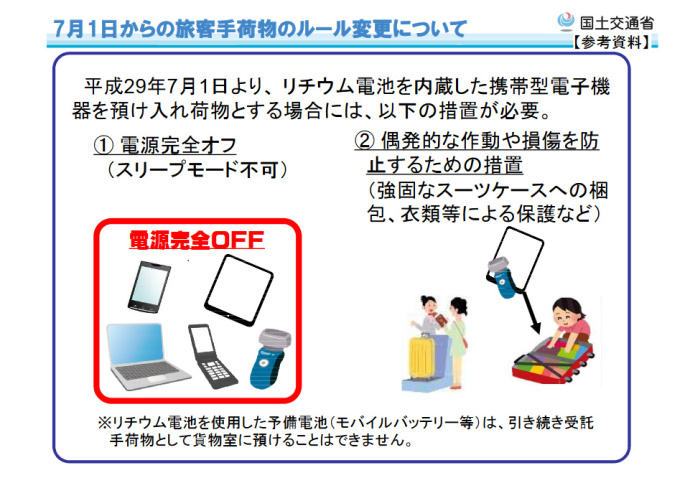 7月1日からの旅客手荷物のルール変更について
国土交通省
【参考資料】
平成29年7月1日より、リチウム電池を内蔵した携帯型電子機
器を預け入れ荷物とする場合には、以下の措置が必要。
① 電源完全オフ
（スリープモード不可）
② 偶発的な作動や損傷を防
止するための措置
（強固なスーツケースへの梱
包、衣類等による保護など）
電源完全OFF
※リチウム電池を使用した予備電池（モバイルバッテリー等）は、引き続き受託
手荷物として貨物室に預けることはできません。